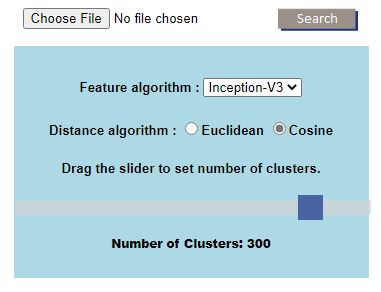 Choose File No file chosen Search
Feature algorithm : Inception-V3
Distance algorithm : Euclidean Cosine
Drag the slider to set number of clusters.
Number of Clusters: 300